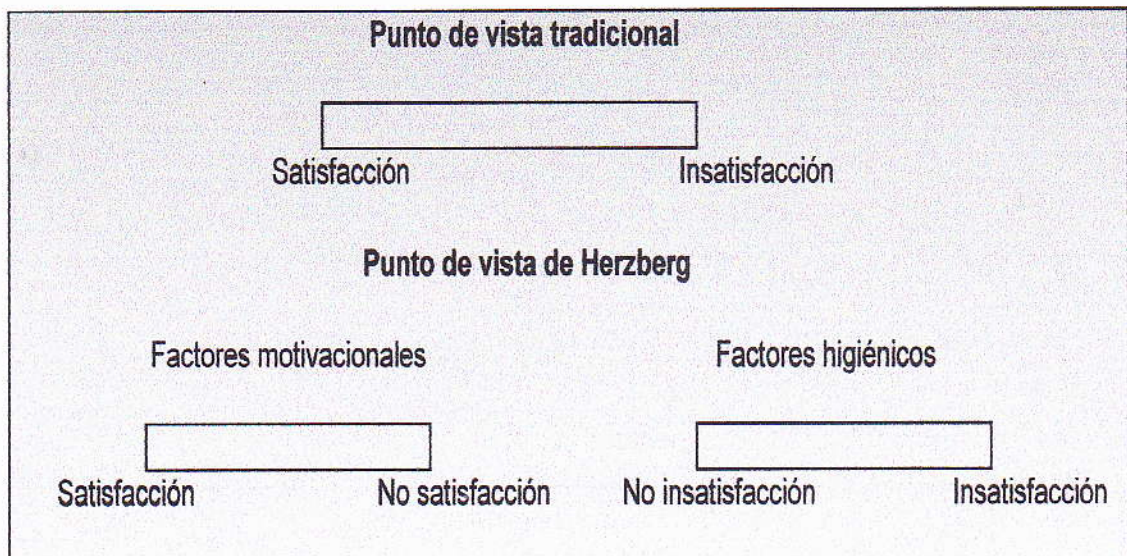 Punto de vista tradicional
Satisfacción Insatisfacción
Punto de vista de Herzberg
Factores motivacionales Factores higiénicos
Satisfacción No satisfacción No insatisfacción Insatisfacción